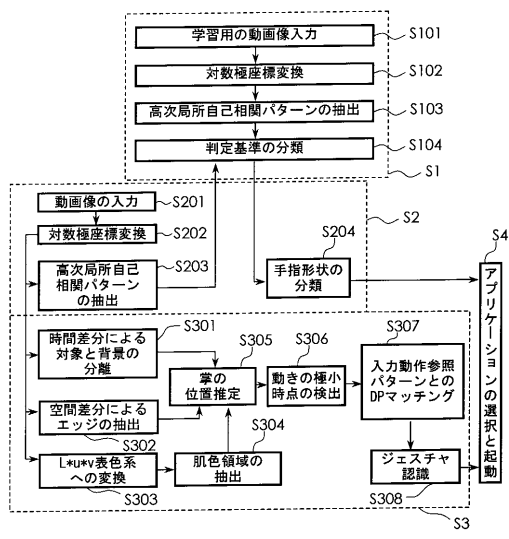 学習用の動画像入力
S101
対数極座標変換
S102
高次局所自己相関パターンの抽出
S103
判定基準の分類
S104
S1
動画像の入力
S201
対数極座標変換
S202
高次局所自己
相関パターン
の抽出
S203
手指形状の
分類
S204
S2
S4
アプリケーションの選択と起動
時間差分による
対象と背景の
分離
S301
空間差分による
エッジの抽出
S302
L*u*v表色系
への変換
S303
肌色領域の
抽出
S304
掌の
位置推定
S305
動きの極小
時点の検出
S306
入力動作参照
パターンとの
DPマッチング
S307
ジェスチャ
認識
S308
S3